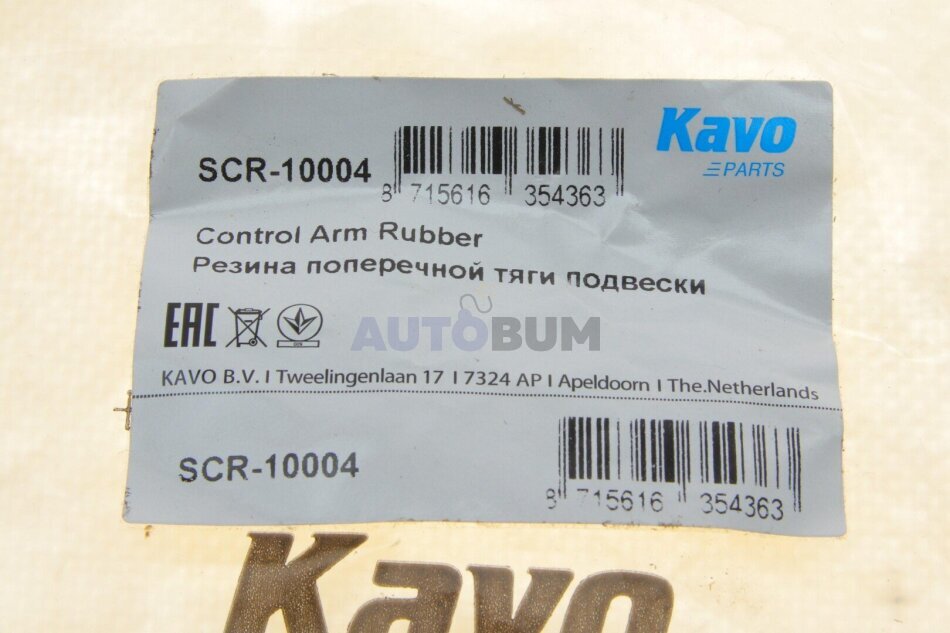 Kavo
PARTS
SCR-10004
8 715616 354363
Control Arm Rubber
Резина поперечной тяги подвески
EAC
AUTOBUM
KAVO B.V. I Tweelingenlaan 17 I 7324 AP I Apeldoorn I The.Netherlands
SCR-10004
8 715616 354363
Kavo